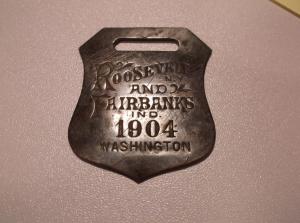 ROOSEVELT
N.Y.
AND
FAIRBANKS
IND.
1904
WASHINGTON